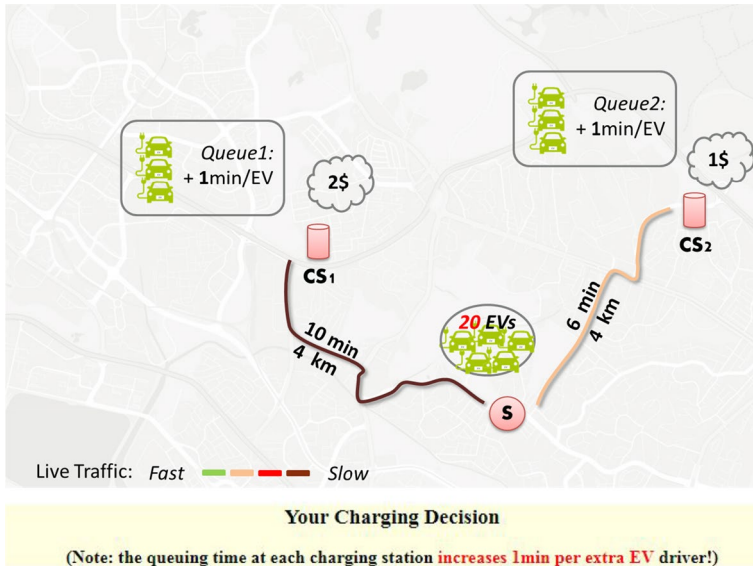 Queue2:
+ 1min/EV
1$
Queue1:
+ 1min/EV
2$
CS2
CS1
6 min
4 km
20 EVs
10 min
4 km
S
Live Traffic: Fast Slow
Your Charging Decision
(Note: the queuing time at each charging station increases 1min per extra EV driver!)